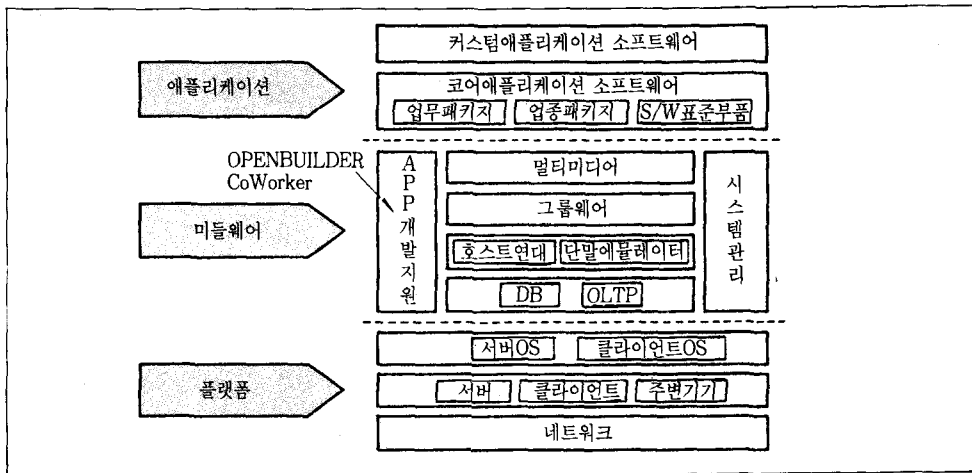 커스텀애플리케이션 소프트웨어
애플리케이션
코어애플리케이션 소프트웨어
업무패키지 업종패키지 S/W표준부품
OPENBUILDER
CoWorker
APP개발지원
멀티미디어
그룹웨어
호스트연대 단말에뮬레이터
DB OLTP
시스템관리
미들웨어
서버OS 클라이언트OS
플랫폼
서버 클라이언트 주변기기
네트워크